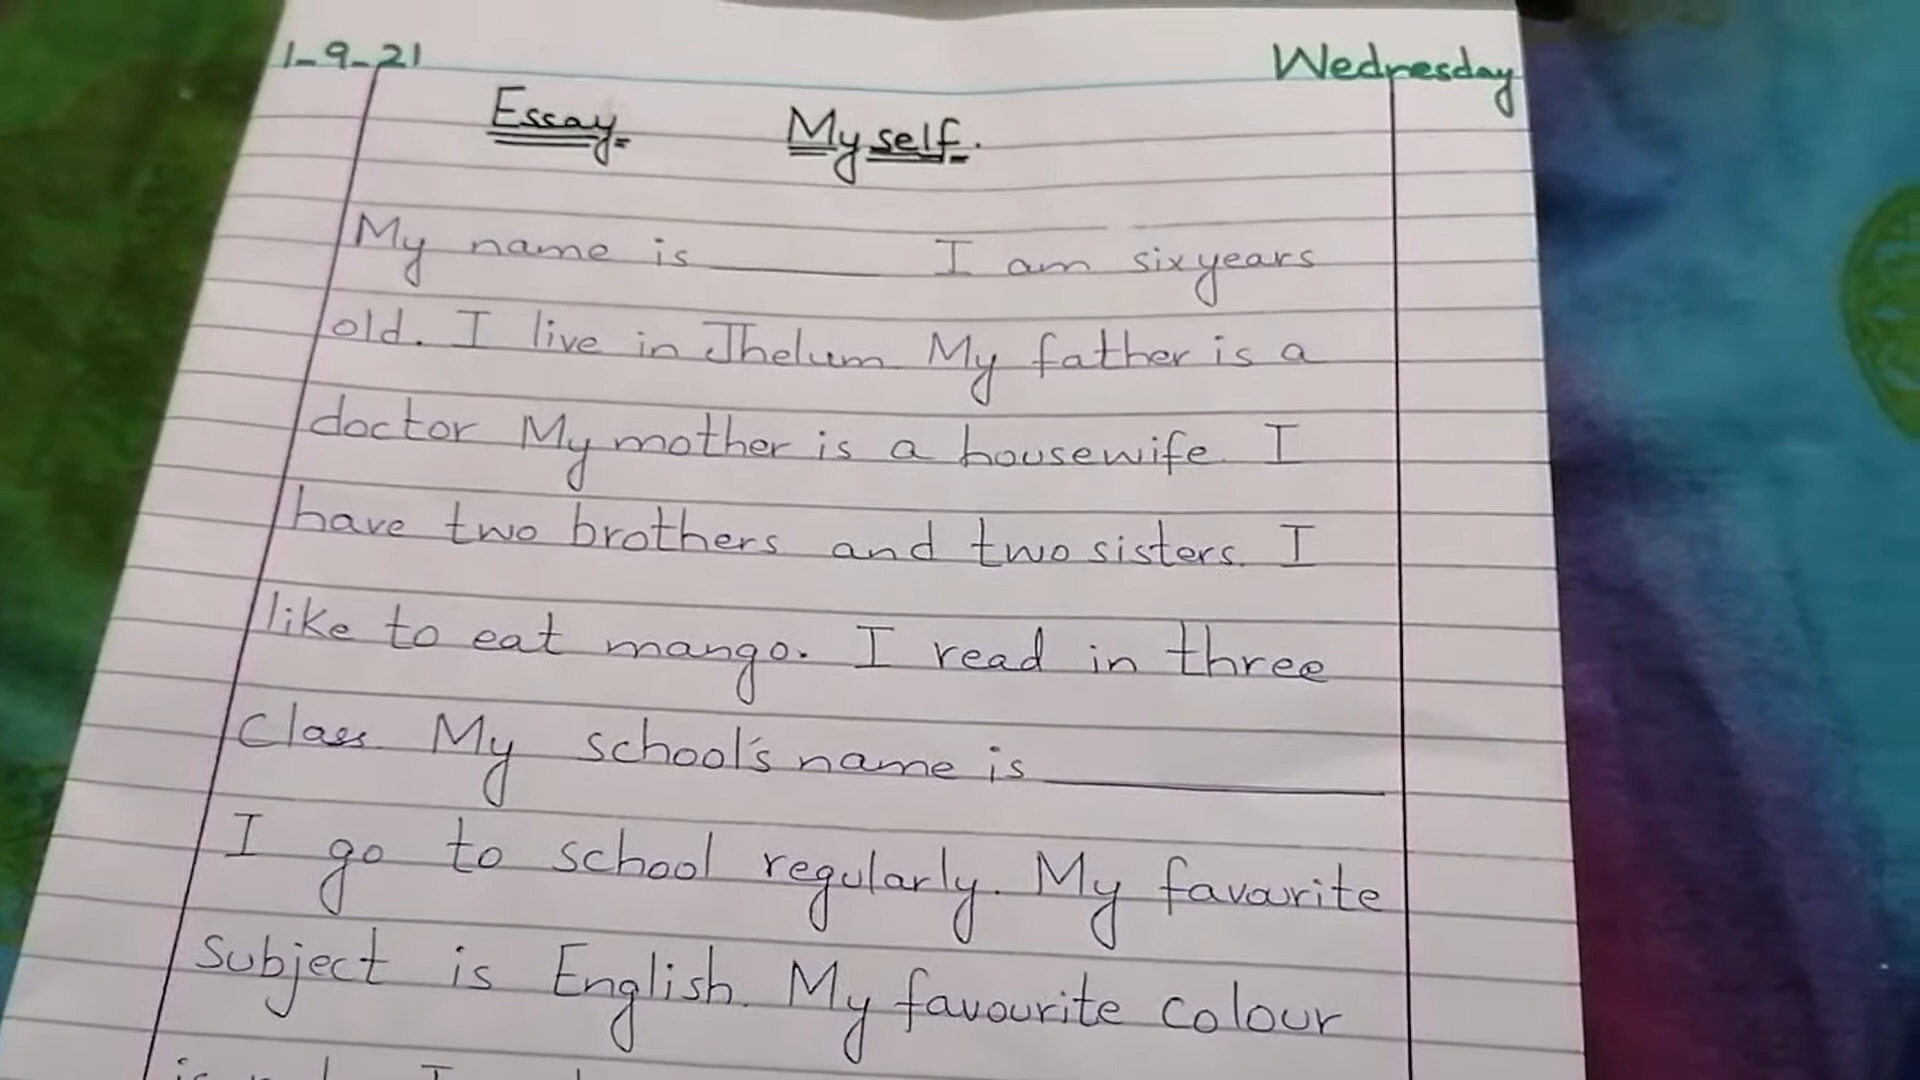 1-9-21 Wednesday
Essay. Myself.
My name is ______ I am six years
old. I live in Jhelum My father is a
doctor My mother is a housewife. I
have two brothers and two sisters. I
like to eat mango. I read in three
class My school's name is ______
I go to school regularly. My favourite
subject is English. My favourite colour
is